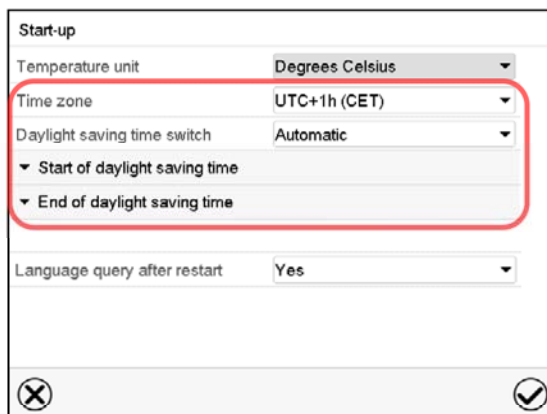 Start-up
Temperature unit Degrees Celsius
Time zone UTC+1h (CET)
Daylight saving time switch Automatic
Start of daylight saving time
End of daylight saving time
Language query after restart Yes